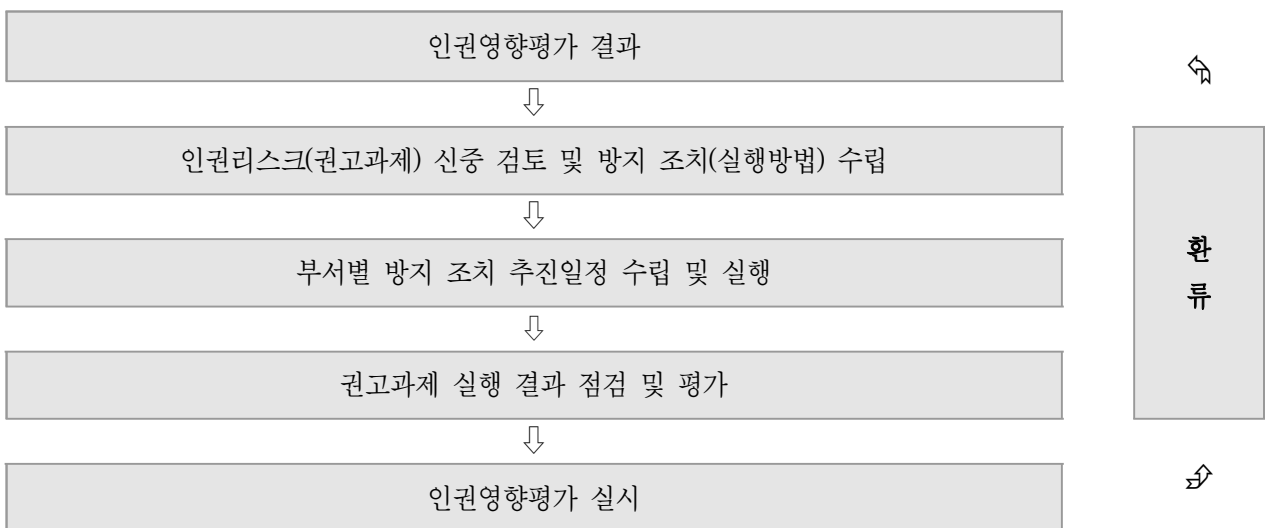 인권영향평가 결과
⇩
인권리스크(권고과제) 신중 검토 및 방지 조치(실행방법) 수립
⇩
부서별 방지 조치 추진일정 수립 및 실행
⇩
권고과제 실행 결과 점검 및 평가
⇩
인권영향평가 실시
환
류